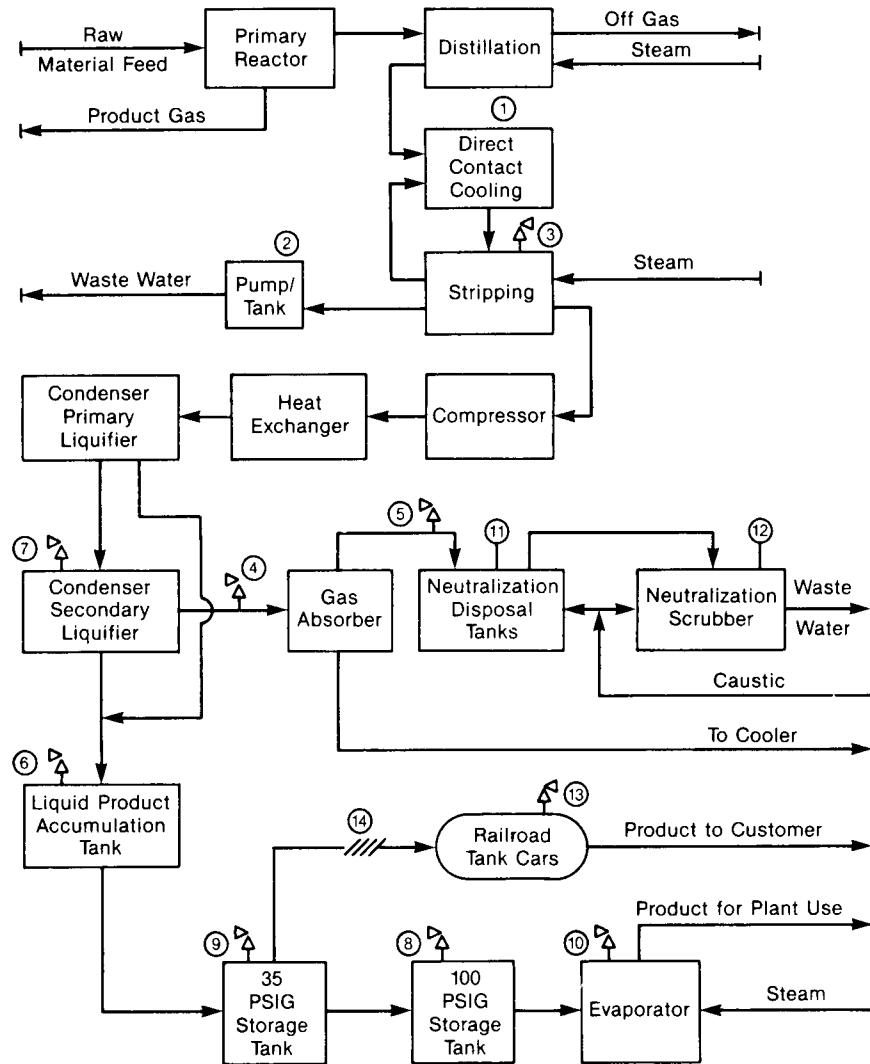 Raw
Material Feed
Primary
Reactor
Distillation
Off Gas
Steam
Product Gas
1
Direct
Contact
Cooling
2
3
Waste Water
Pump/
Tank
Stripping
Steam
Condenser
Primary
Liquifier
Heat
Exchanger
Compressor
7
4
5
11
12
Condenser
Secondary
Liquifier
Gas
Absorber
Neutralization
Disposal
Tanks
Neutralization
Scrubber
Waste
Water
Caustic
To Cooler
6
Liquid Product
Accumulation
Tank
14
13
Railroad
Tank Cars
Product to Customer
Product for Plant Use
9
8
10
35
PSIG
Storage
Tank
100
PSIG
Storage
Tank
Evaporator
Steam